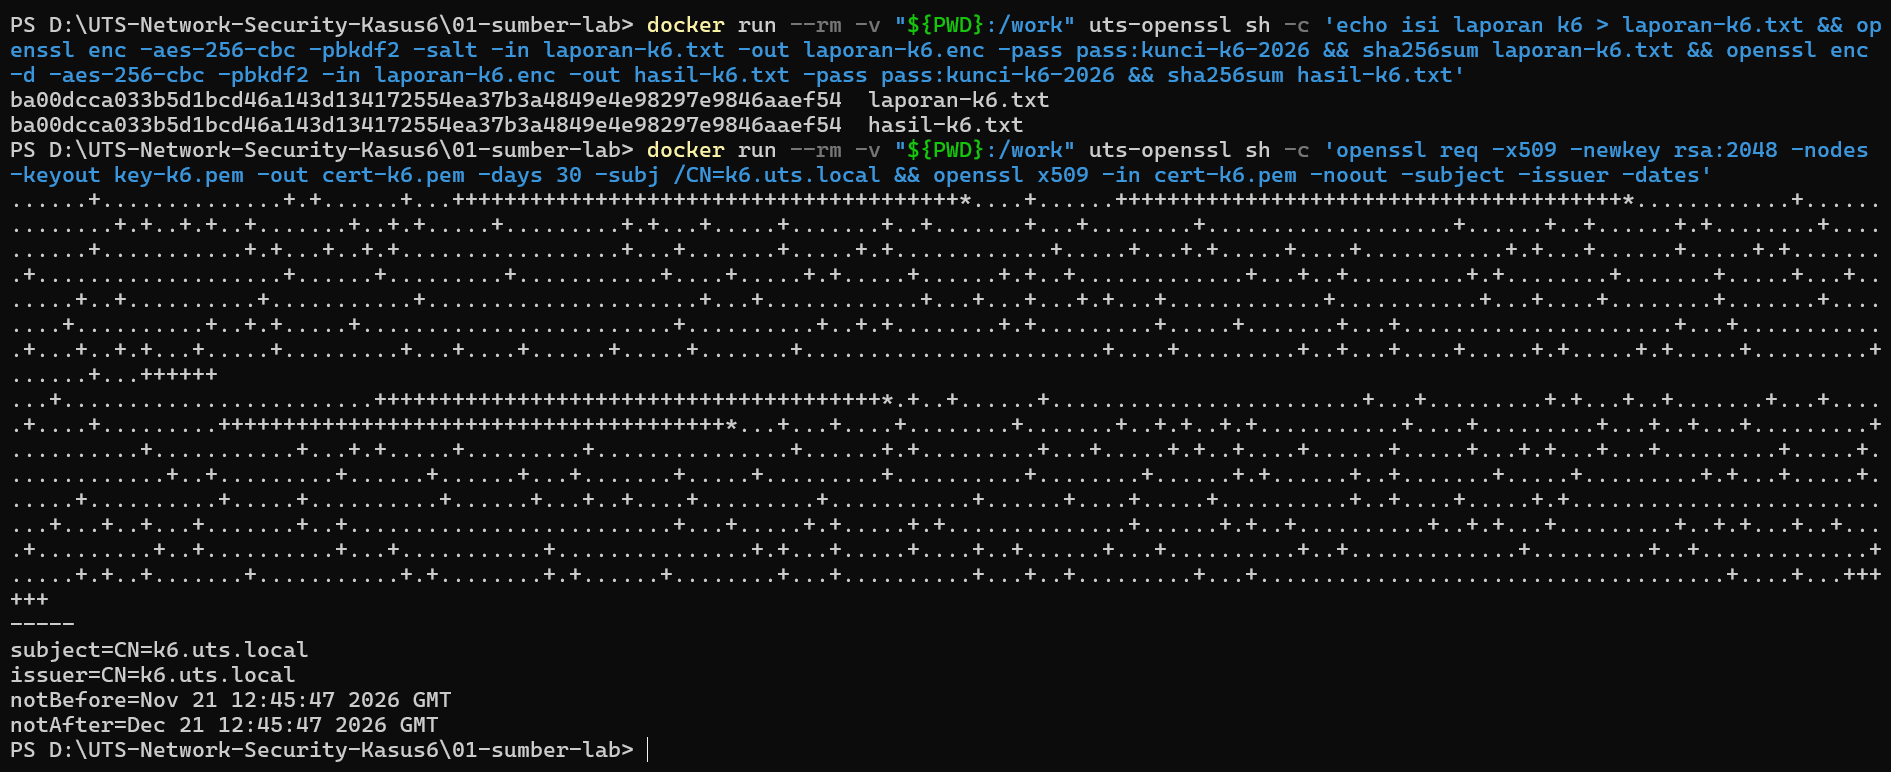 PS D:\UTS-Network-Security-Kasus6\01-sumber-lab> docker run --rm -v "${PWD}:/work" uts-openssl sh -c 'echo isi laporan k6 > laporan-k6.txt && op
enssl enc -aes-256-cbc -pbkdf2 -salt -in laporan-k6.txt -out laporan-k6.enc -pass pass:kunci-k6-2026 && sha256sum laporan-k6.txt && openssl enc
-d -aes-256-cbc -pbkdf2 -in laporan-k6.enc -out hasil-k6.txt -pass pass:kunci-k6-2026 && sha256sum hasil-k6.txt'
ba00dcca033b5d1bcd46a143d134172554ea37b3a4849e4e98297e9846aaef54  laporan-k6.txt
ba00dcca033b5d1bcd46a143d134172554ea37b3a4849e4e98297e9846aaef54  hasil-k6.txt
PS D:\UTS-Network-Security-Kasus6\01-sumber-lab> docker run --rm -v "${PWD}:/work" uts-openssl sh -c 'openssl req -x509 -newkey rsa:2048 -nodes
-keyout key-k6.pem -out cert-k6.pem -days 30 -subj /CN=k6.uts.local && openssl x509 -in cert-k6.pem -noout -subject -issuer -dates'
-----
subject=CN=k6.uts.local
issuer=CN=k6.uts.local
notBefore=Nov 21 12:45:47 2026 GMT
notAfter=Dec 21 12:45:47 2026 GMT
PS D:\UTS-Network-Security-Kasus6\01-sumber-lab>